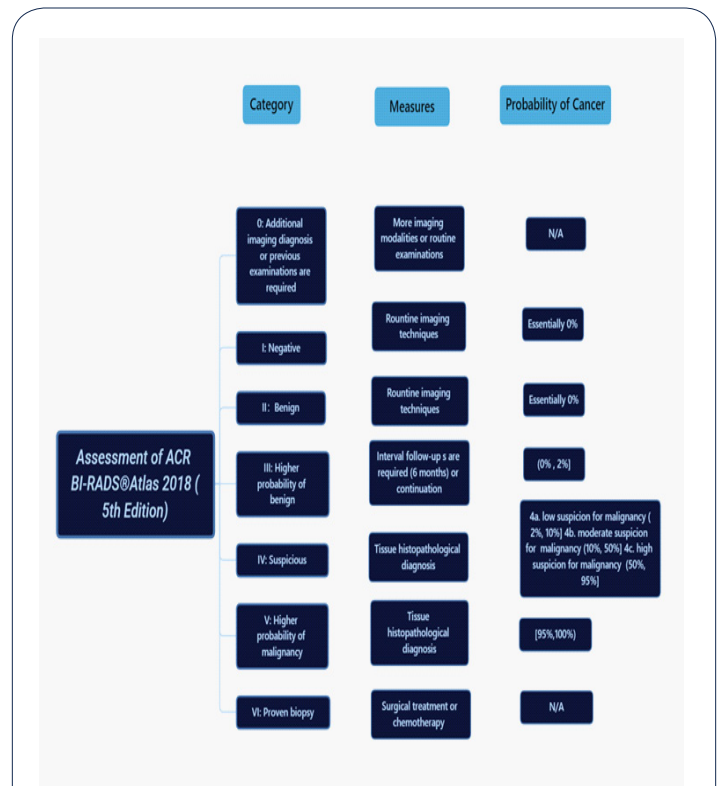 Category
Measures
Probability of Cancer
0: Additional
imaging diagnosis
or previous
examinations are
required
More imaging
modalities or routine
examinations
N/A
Rountine imaging
techniques
Essentially 0%
I: Negative
Rountine imaging
techniques
Essentially 0%
II: Benign
Assessment of ACR
BI-RADS®Atlas 2018 (
5th Edition)
III: Higher
probability of
benign
Interval follow-up s are
required (6 months) or
continuation
(0% , 2%]
IV: Suspicious
Tissue histopathological
diagnosis
4a. low suspicion for malignancy (
2%, 10%] 4b. moderate suspicion
for malignancy (10%, 50%] 4c. high
suspicion for malignancy (50%,
95%]
V: Higher
probability of
malignancy
Tissue
histopathological
diagnosis
[95%,100%)
VI: Proven biopsy
Surgical treatment or
chemotherapy
N/A